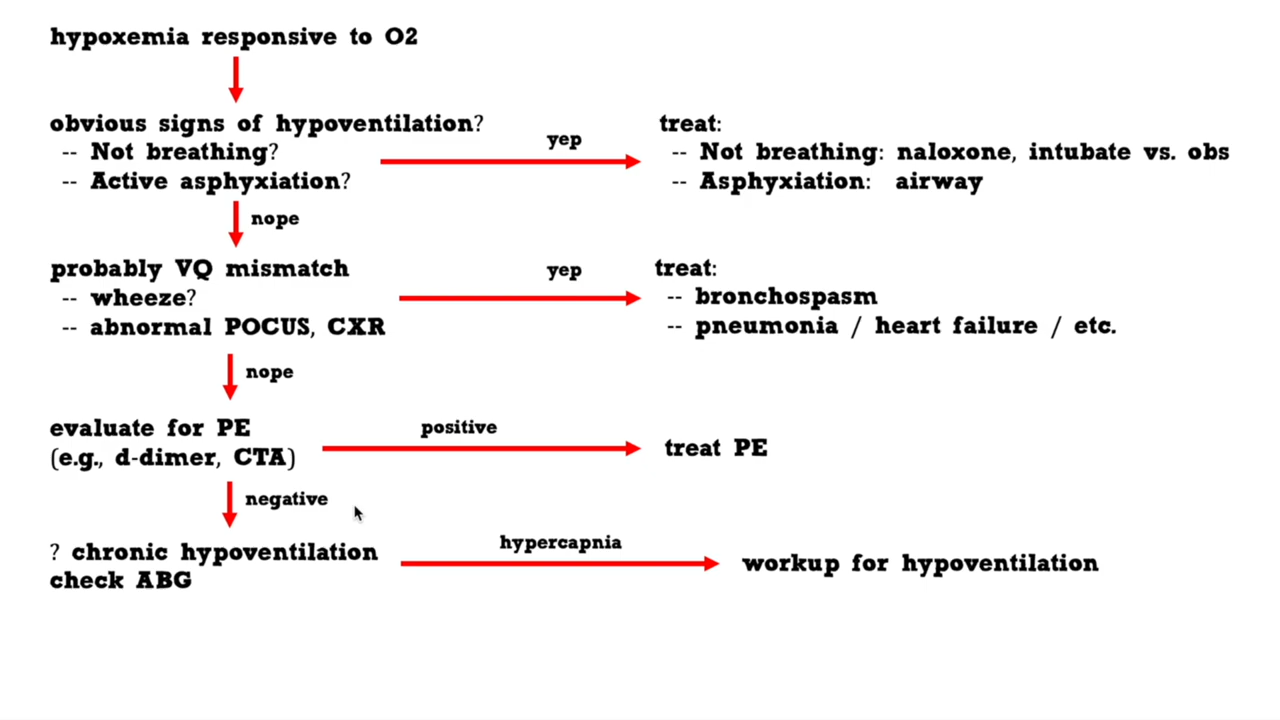 hypoxemia responsive to O2
obvious signs of hypoventilation?
-- Not breathing?
-- Active asphyxiation?
yep
treat:
-- Not breathing: naloxone, intubate vs. obs
-- Asphyxiation: airway
nope
probably VQ mismatch
-- wheeze?
-- abnormal POCUS, CXR
yep
treat:
-- bronchospasm
-- pneumonia / heart failure / etc.
nope
evaluate for PE
(e.g., d-dimer, CTA)
positive
treat PE
negative
? chronic hypoventilation
check ABG
hypercapnia
workup for hypoventilation